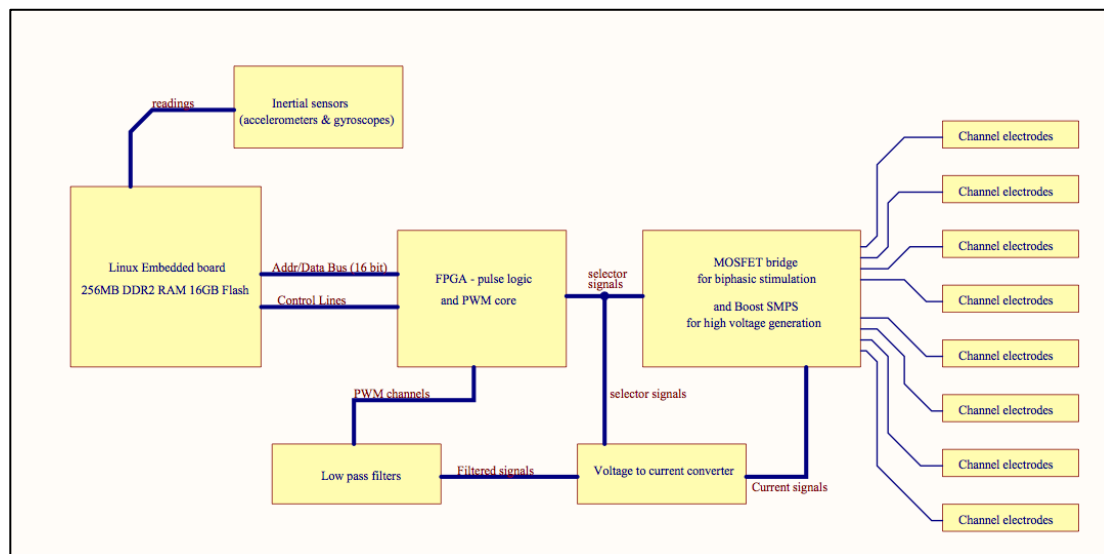 readings
Inertial sensors
(accelerometers & gyroscopes)
Linux Embedded board
256MB DDR2 RAM 16GB Flash
Addr/Data Bus (16 bit)
Control Lines
FPGA - pulse logic
and PWM core
selector
signals
MOSFET bridge
for biphasic stimulation
and Boost SMPS
for high voltage generation
Channel electrodes
Channel electrodes
Channel electrodes
Channel electrodes
Channel electrodes
Channel electrodes
Channel electrodes
Channel electrodes
PWM channels
selector signals
Low pass filters
Filtered signals
Voltage to current converter
Current signals